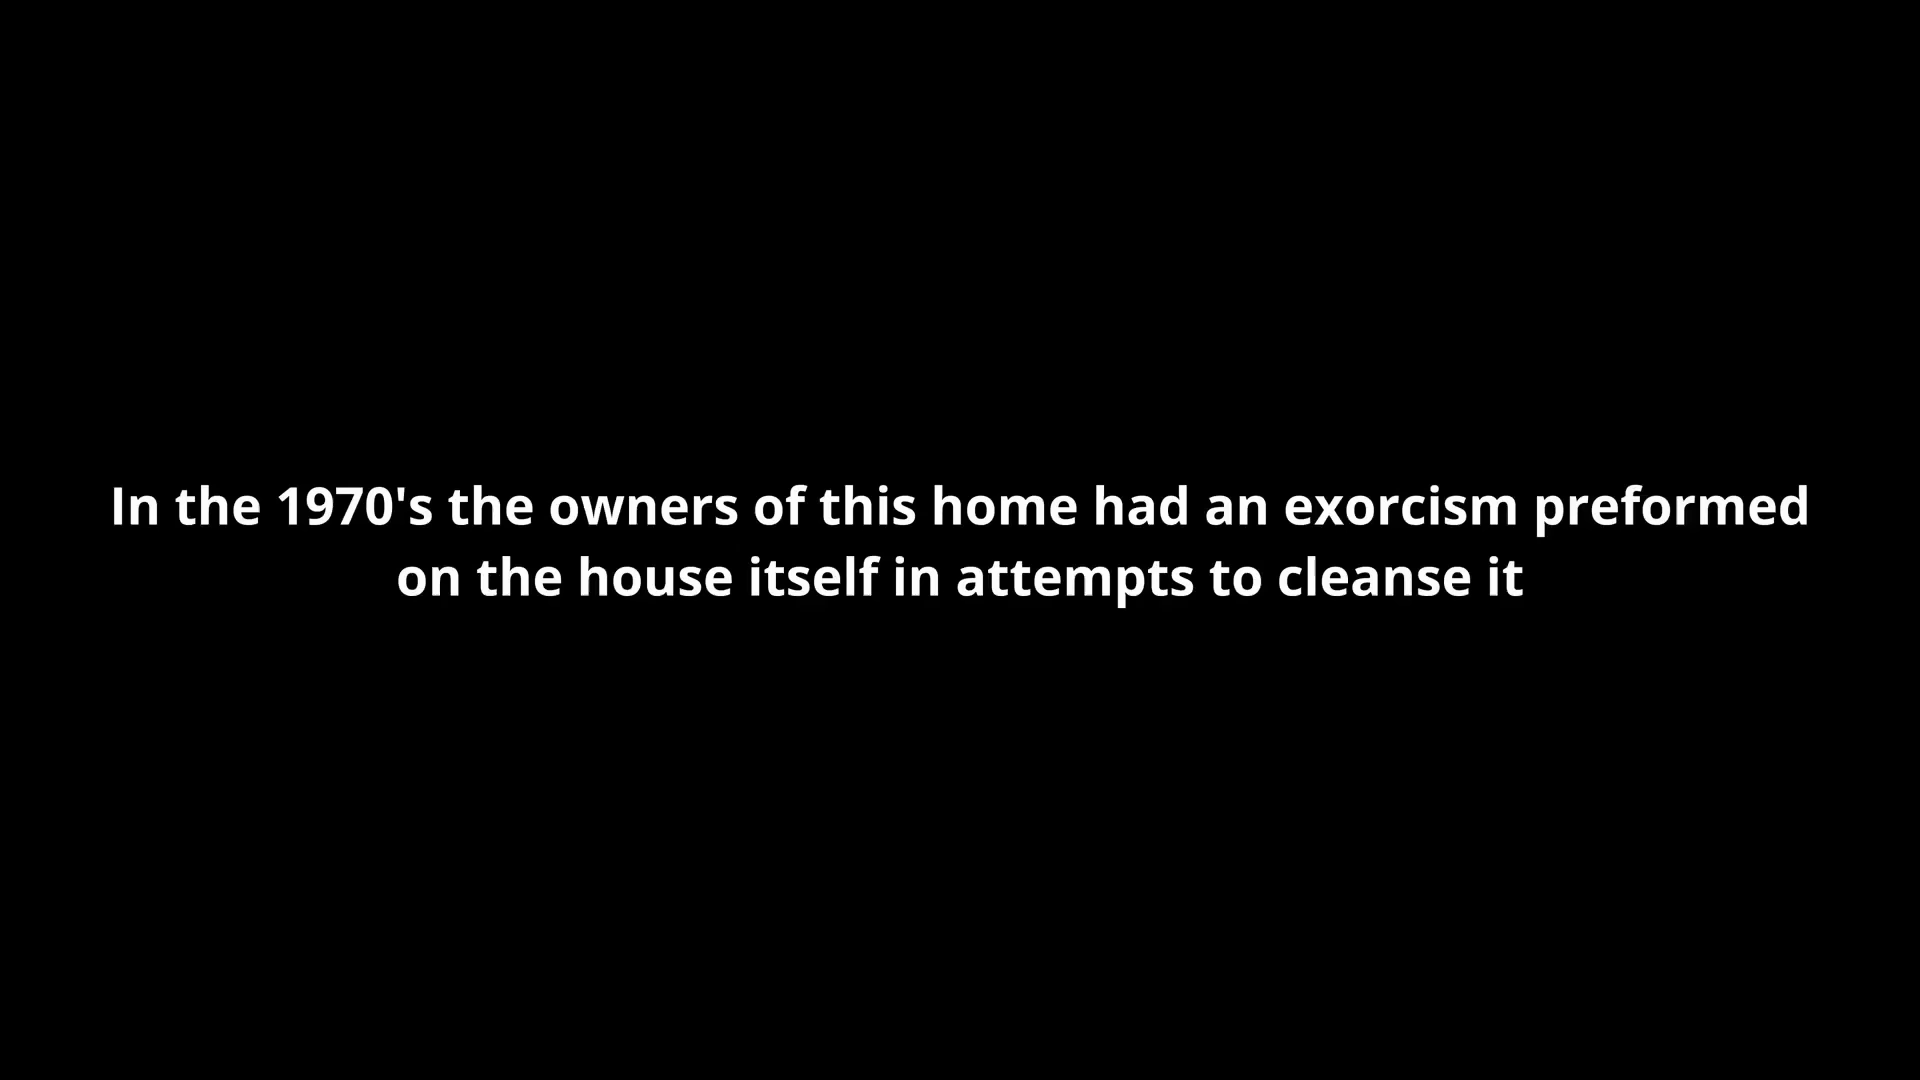 In the 1970's the owners of this home had an exorcism preformed
on the house itself in attempts to cleanse it